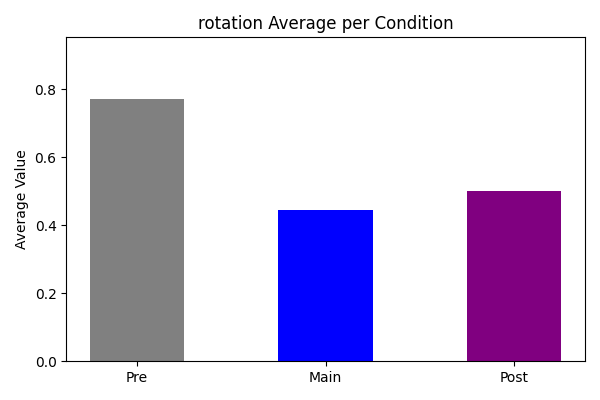 rotation Average per Condition
Average Value
0.8
0.6
0.4
0.2
0.0
Pre
Main
Post